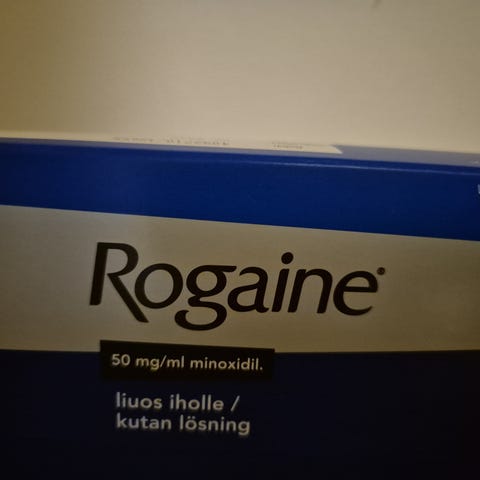 Rogaine®
50 mg/ml minoxidil.
liuos iholle /
kutan lösning